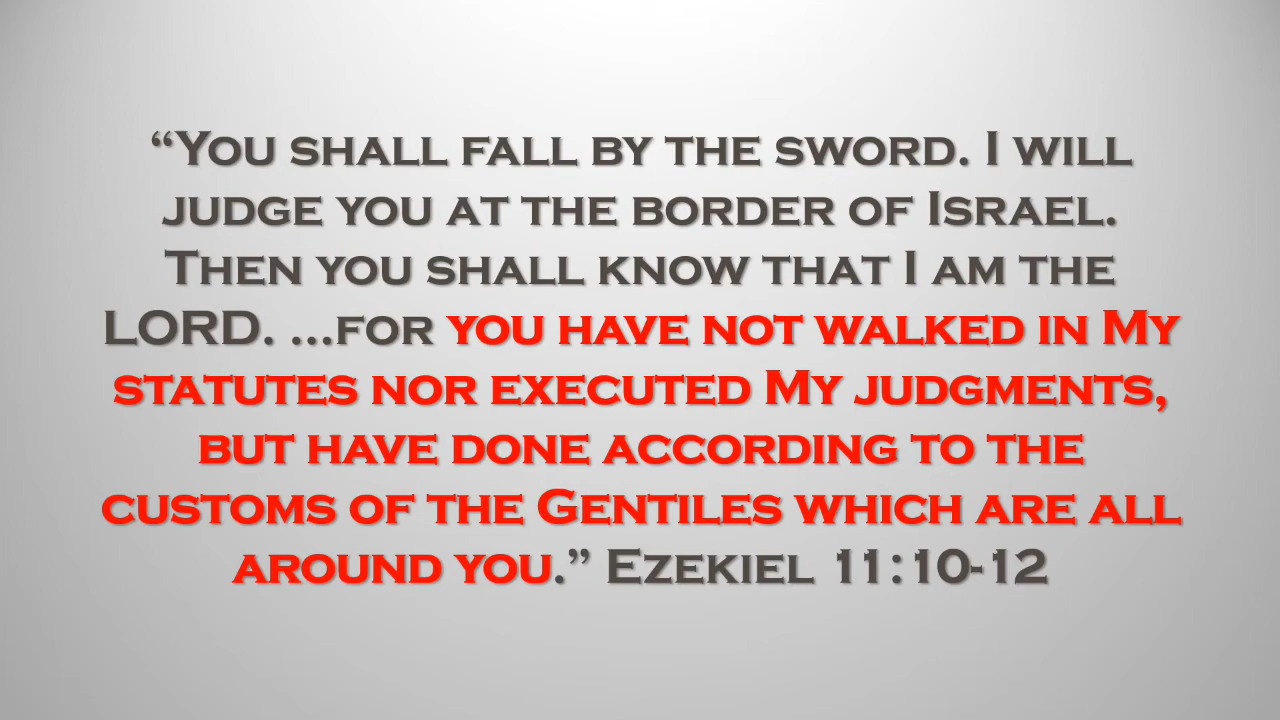 “You shall fall by the sword. I will
judge you at the border of Israel.
Then you shall know that I am the
LORD. ...for you have not walked in My
statutes nor executed My judgments,
but have done according to the
customs of the Gentiles which are all
around you.” Ezekiel 11:10-12